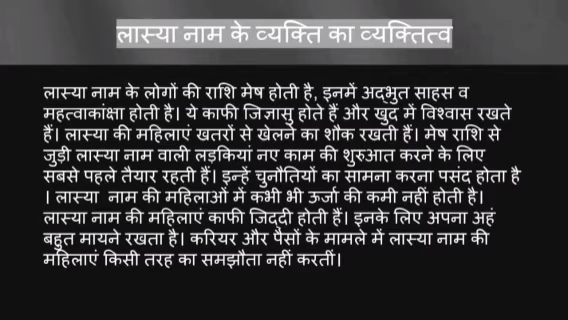 लास्या नाम के व्यक्ति का व्यक्तित्व
लास्या नाम के लोगों की राशि मेष होती है, इनमें अद्भुत साहस व
महत्वाकांक्षा होती है। ये काफी जिज्ञासु होते हैं और खुद में विश्वास रखते
हैं। लास्या की महिलाएं खतरों से खेलने का शौक रखती हैं। मेष राशि से
जुड़ी लास्या नाम वाली लड़कियां नए काम की शुरुआत करने के लिए
सबसे पहले तैयार रहती हैं। इन्हें चुनौतियों का सामना करना पसंद होता है
। लास्या नाम की महिलाओं में कभी भी ऊर्जा की कमी नहीं होती है।
लास्या नाम की महिलाएं काफी जिद्दी होती हैं। इनके लिए अपना अहं
बहुत मायने रखता है। करियर और पैसों के मामले में लास्या नाम की
महिलाएं किसी तरह का समझौता नहीं करतीं।